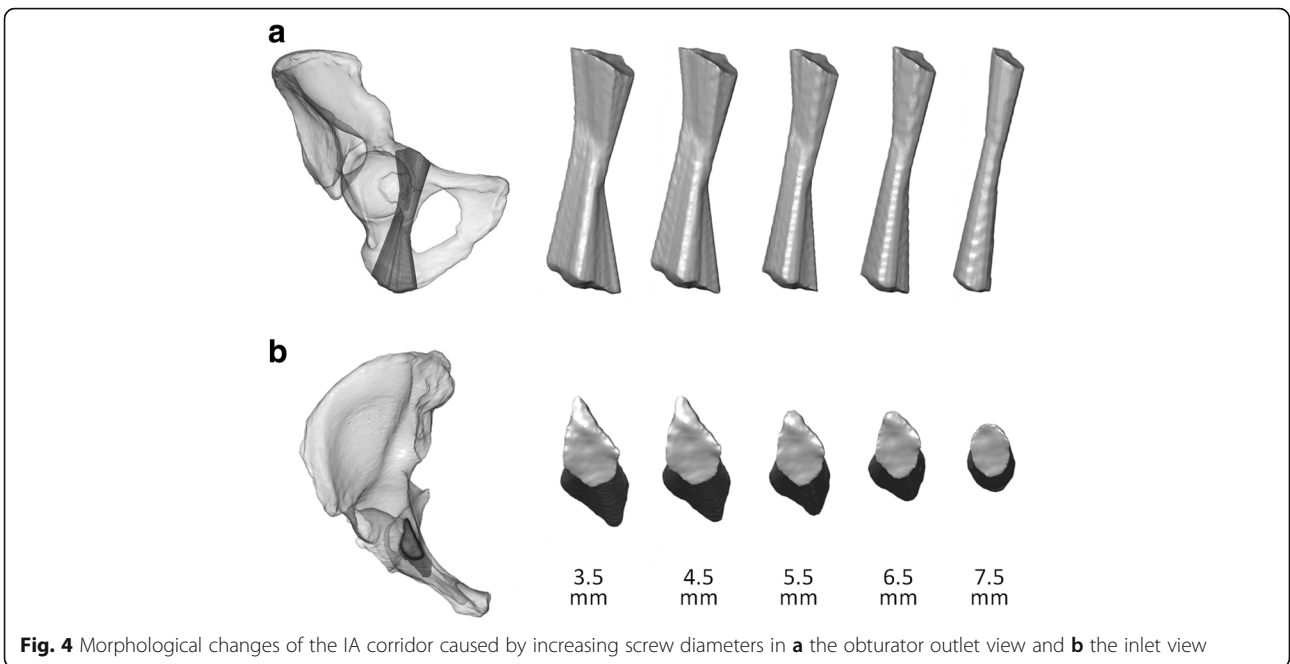 a
b
3.5 4.5 5.5 6.5 7.5
mm mm mm mm mm
Fig. 4 Morphological changes of the IA corridor caused by increasing screw diameters in a the obturator outlet view and b the inlet view